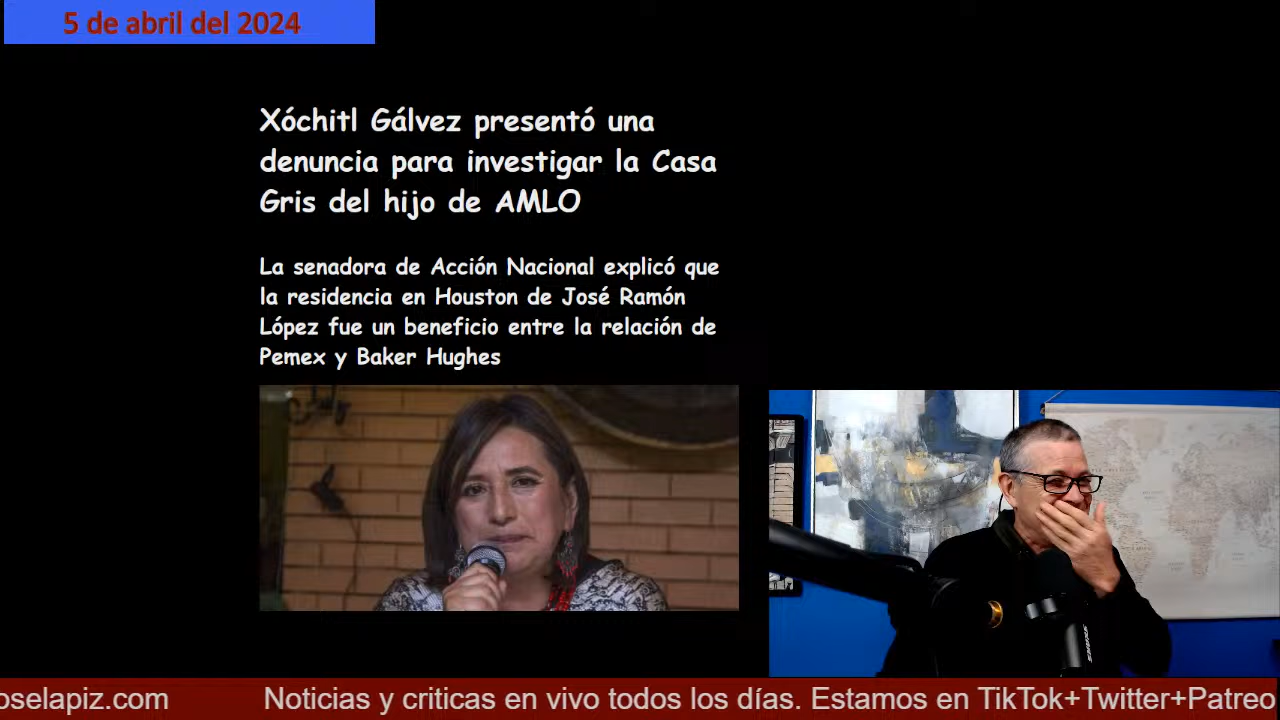 5 de abril del 2024
Xóchitl Gálvez presentó una
denuncia para investigar la Casa
Gris del hijo de AMLO
La senadora de Acción Nacional explicó que
la residencia en Houston de José Ramón
López fue un beneficio entre la relación de
Pemex y Baker Hughes
oselapiz.com Noticias y criticas en vivo todos los días. Estamos en TikTok+Twitter+Patreo